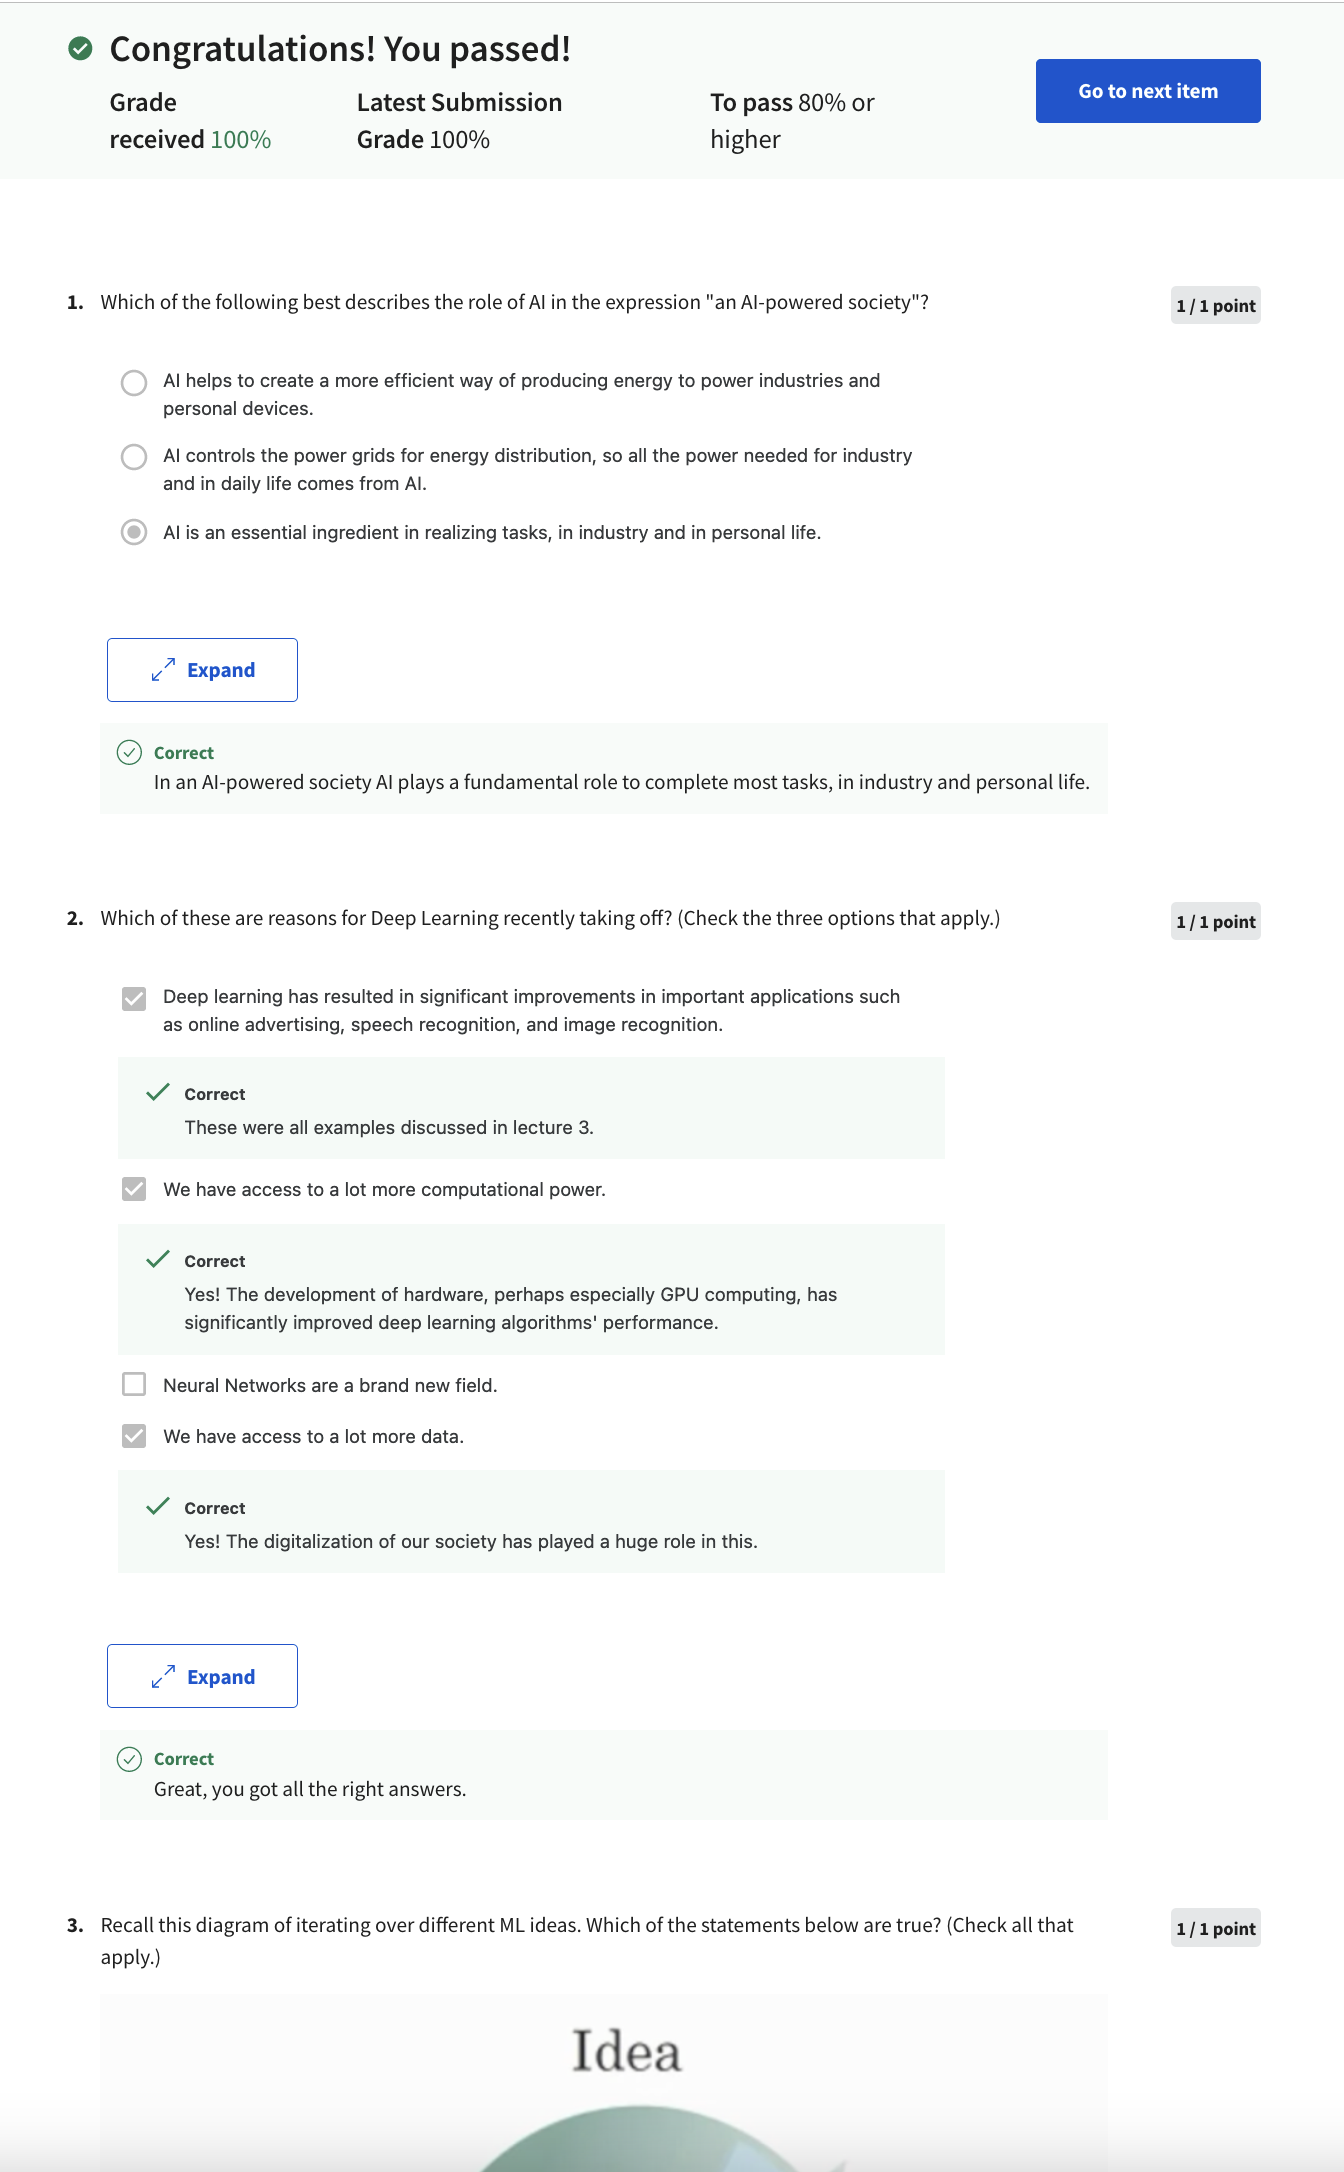 Congratulations! You passed!
Grade
received 100%
Latest Submission
Grade 100%
To pass 80% or
higher
Go to next item
1. Which of the following best describes the role of AI in the expression "an AI-powered society"?
1 / 1 point
AI helps to create a more efficient way of producing energy to power industries and
personal devices.
AI controls the power grids for energy distribution, so all the power needed for industry
and in daily life comes from AI.
AI is an essential ingredient in realizing tasks, in industry and in personal life.
Expand
Correct
In an AI-powered society AI plays a fundamental role to complete most tasks, in industry and personal life.
2. Which of these are reasons for Deep Learning recently taking off? (Check the three options that apply.)
1 / 1 point
Deep learning has resulted in significant improvements in important applications such
as online advertising, speech recognition, and image recognition.
Correct
These were all examples discussed in lecture 3.
We have access to a lot more computational power.
Correct
Yes! The development of hardware, perhaps especially GPU computing, has
significantly improved deep learning algorithms' performance.
Neural Networks are a brand new field.
We have access to a lot more data.
Correct
Yes! The digitalization of our society has played a huge role in this.
Expand
Correct
Great, you got all the right answers.
3. Recall this diagram of iterating over different ML ideas. Which of the statements below are true? (Check all that
apply.)
1 / 1 point
Idea